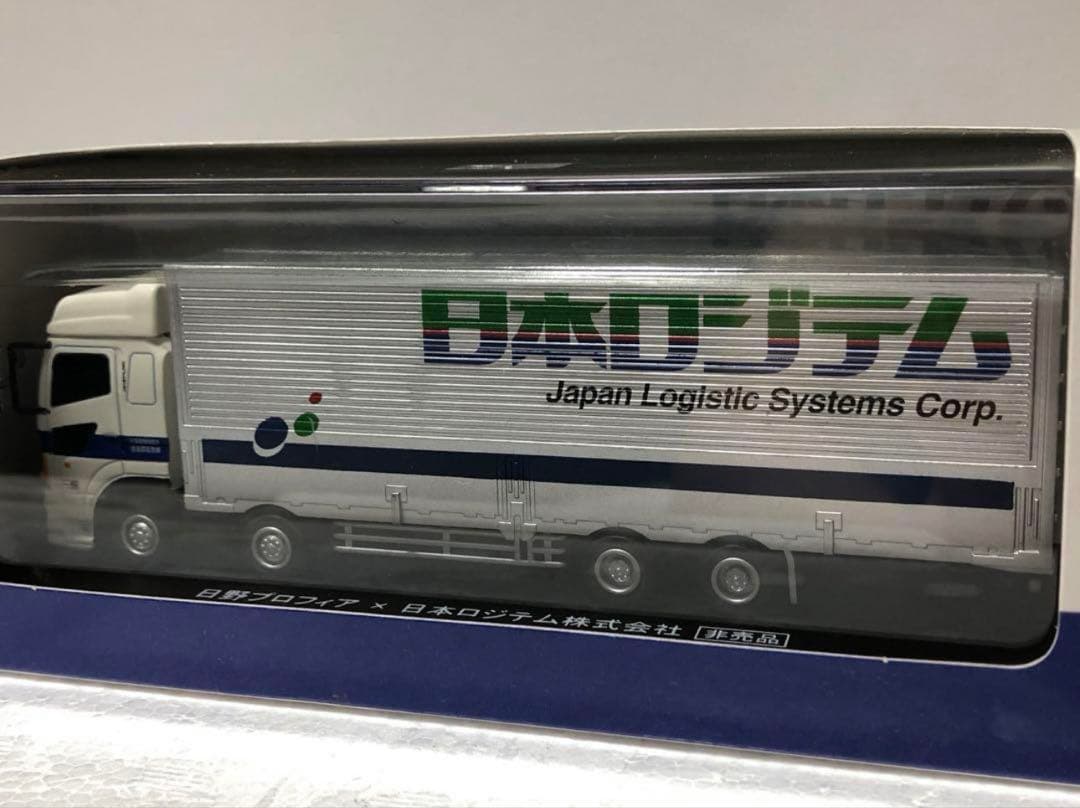 日本ロジテム
Japan Logistic Systems Corp.
日野プロフィア × 日本ロジテム株式会社 非売品